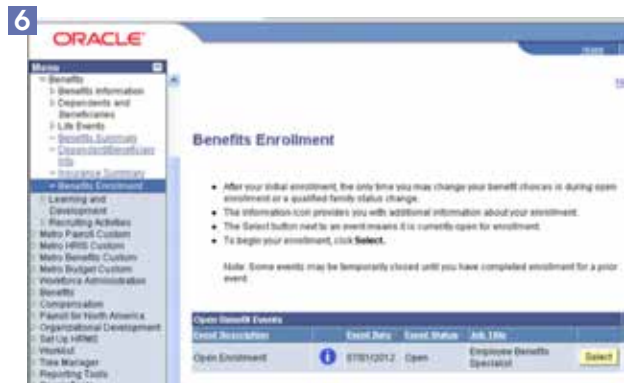 6
ORACLE
Home
Menu
Benefits
Benefits Information
Dependents and
Beneficiaries
Life Events
Benefits Summary
Dependent/Beneficiary
Info
Insurance Summary
Benefits Enrollment
Learning and
Development
Recruiting Activities
Metro Payroll Custom
Metro HRIS Custom
Metro Benefits Custom
Metro Budget Custom
Workforce Administration
Benefits
Compensation
Payroll for North America
Organizational Development
Set Up HRMS
Worklist
Time Manager
Reporting Tools
Benefits Enrollment
After your initial enrollment, the only time you may change your benefit choices is during open
enrollment or a qualified family status change.
The Information icon provides you with additional information about your enrollment.
The Select button next to an event means it is currently open for enrollment.
To begin your enrollment, click Select.
Note: Some events may be temporarily closed until you have completed enrollment for a prior
event.
Open Benefit Events
Event Description Event Date Event Status Job Title
Open Enrollment i 07/01/2012 Open Employee Benefits
Specialist Select